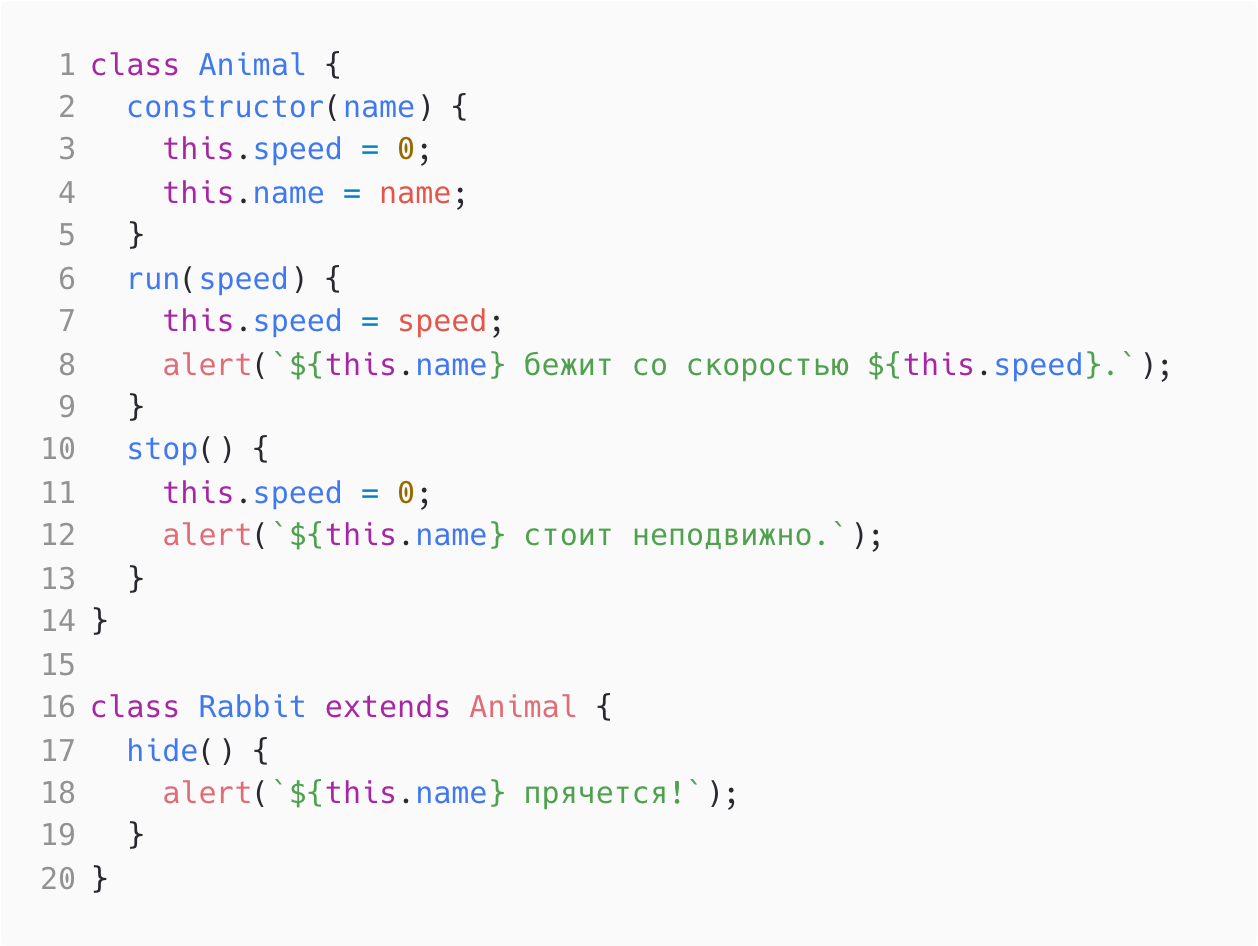 1 class Animal {
2   constructor(name) {
3     this.speed = 0;
4     this.name = name;
5   }
6   run(speed) {
7     this.speed = speed;
8     alert(`${this.name} бежит со скоростью ${this.speed}.`);
9   }
10   stop() {
11     this.speed = 0;
12     alert(`${this.name} стоит неподвижно.`);
13   }
14 }
15
16 class Rabbit extends Animal {
17   hide() {
18     alert(`${this.name} прячется!`);
19   }
20 }